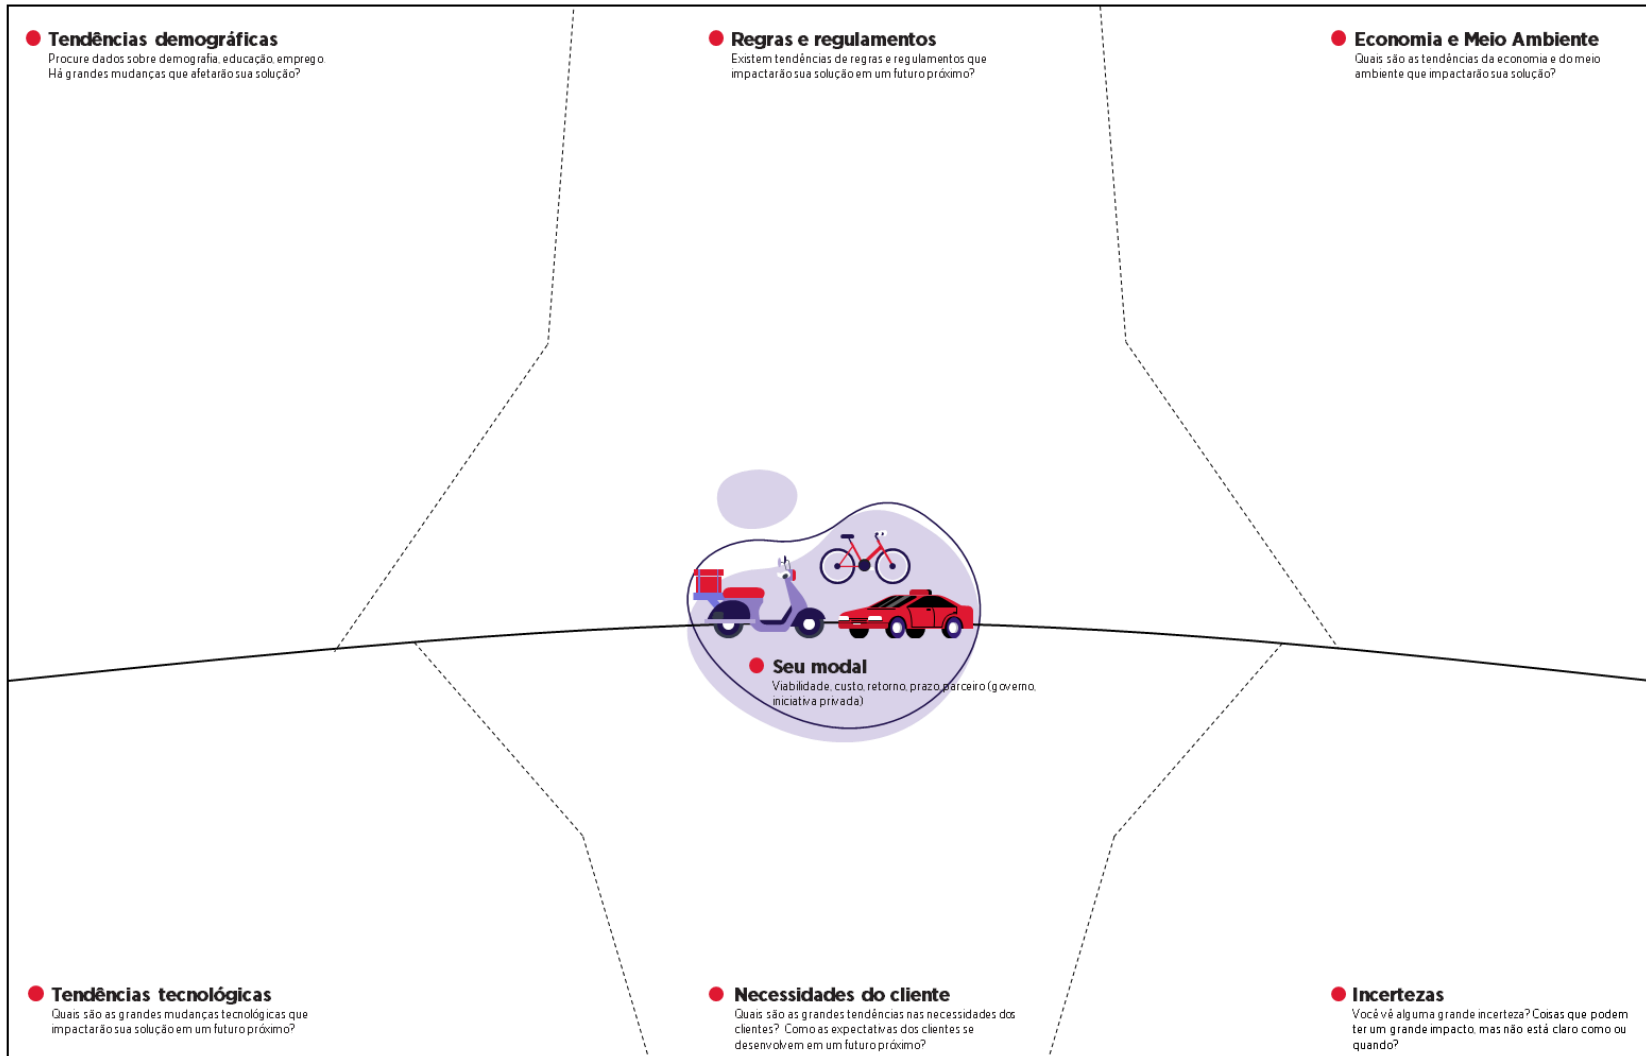 Tendências demográficas
Procure dados sobre demografia, educação, emprego.
Há grandes mudanças que afetarão sua solução?
Regras e regulamentos
Existem tendências de regras e regulamentos que
impactarão sua solução em um futuro próximo?
Economia e Meio Ambiente
Quais são as tendências da economia e do meio
ambiente que impactarão sua solução?
Seu modal
Viabilidade, custo, retorno, prazo,parceiro (governo,
iniciativa privada)
Tendências tecnológicas
Quais são as grandes mudanças tecnológicas que
impactarão sua solução em um futuro próximo?
Necessidades do cliente
Quais são as grandes tendências nas necessidades dos
clientes? Como as expectativas dos clientes se
desenvolvem em um futuro próximo?
Incertezas
Você vê alguma grande incerteza? Coisas que podem
ter um grande impacto, mas não está claro como ou
quando?